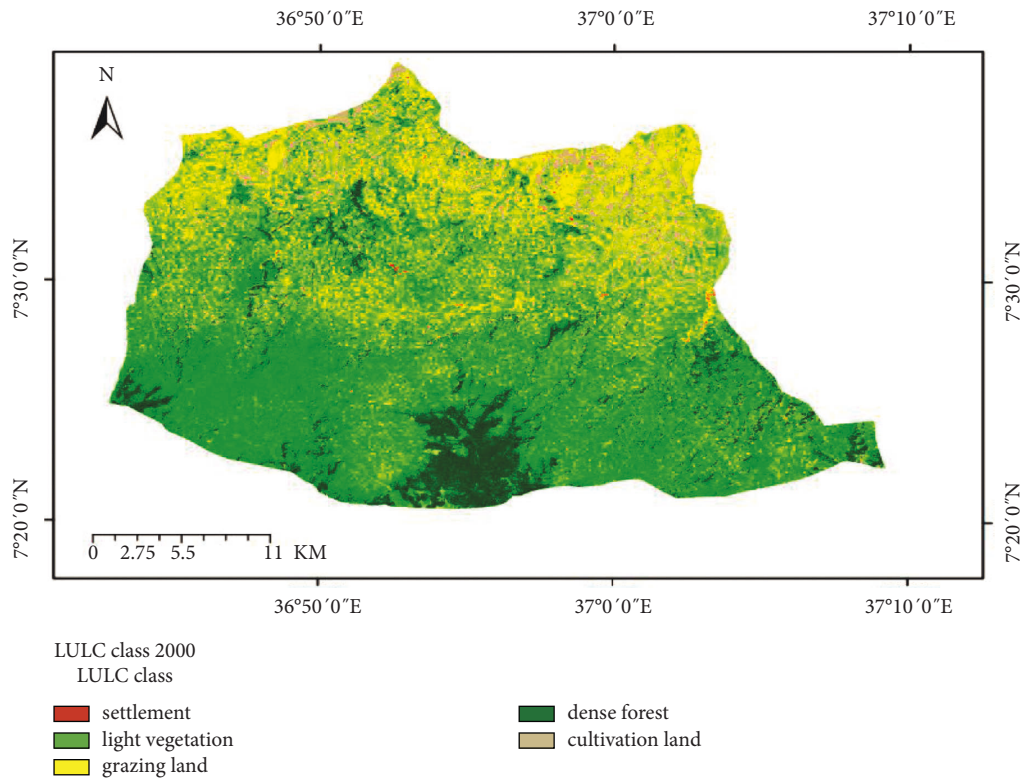 36°50′0″E 37°0′0″E 37°10′0″E
N
7°30′0″N 7°30′0″N
7°20′0″N 7°20′0″N
0 2.75 5.5 11 KM
36°50′0″E 37°0′0″E 37°10′0″E
LULC class 2000
LULC class
settlement
light vegetation
grazing land
dense forest
cultivation land